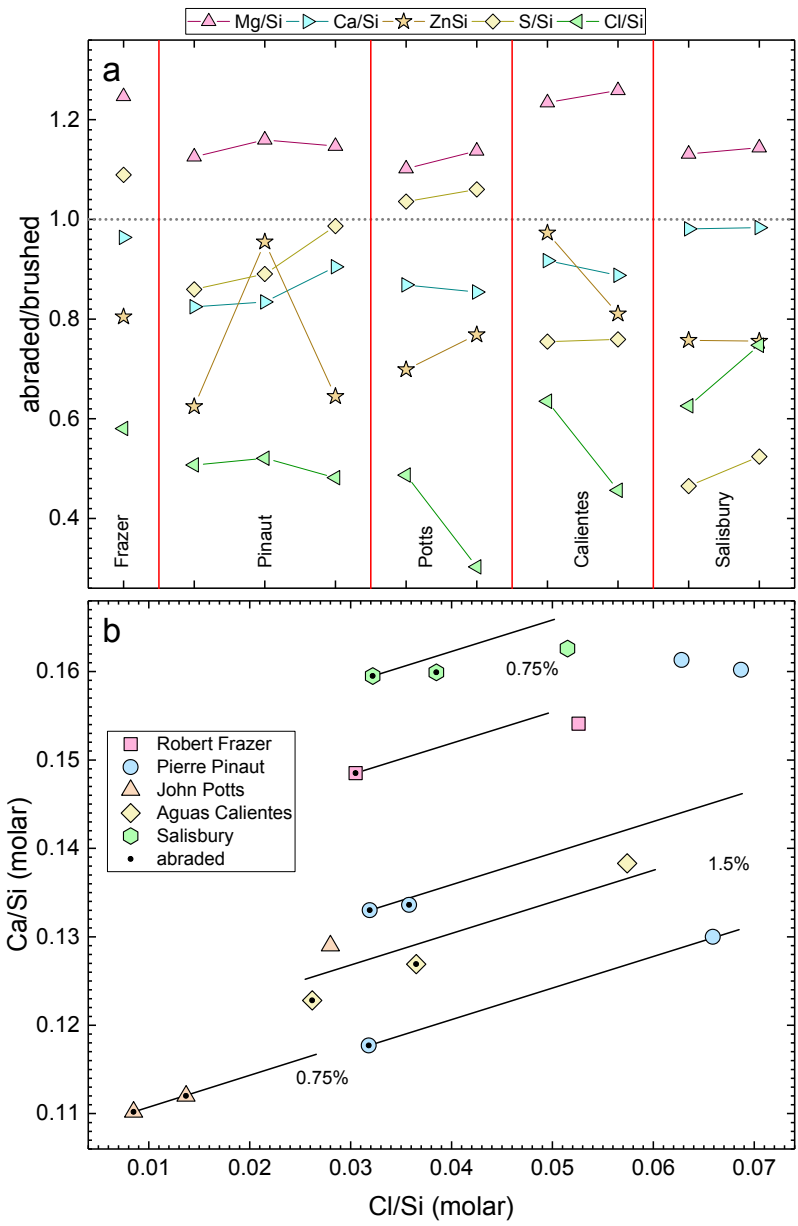 Mg/Si Ca/Si ZnSi S/Si Cl/Si
a
1.2
1.0
0.8
0.6
0.4
abraded/brushed
Frazer
Pinaut
Potts
Calientes
Salisbury
b
0.16
0.15
0.14
0.13
0.12
0.11
Ca/Si (molar)
0.75%
Robert Frazer
Pierre Pinaut
John Potts
Aguas Calientes
Salisbury
abraded
1.5%
0.75%
0.01 0.02 0.03 0.04 0.05 0.06 0.07
Cl/Si (molar)